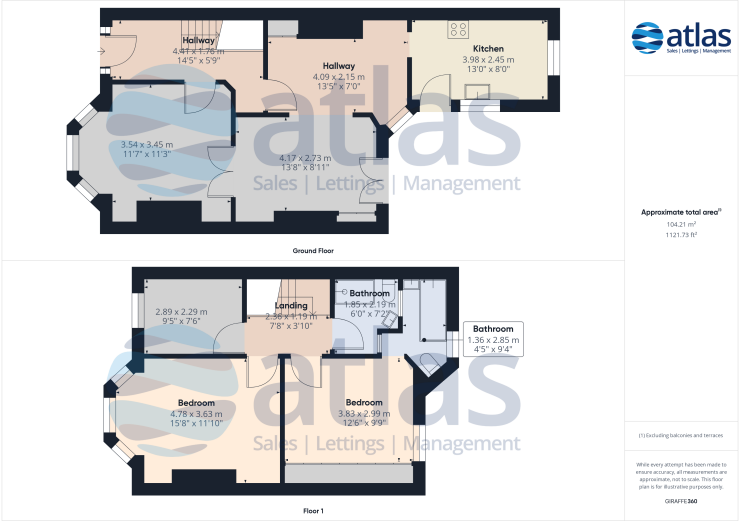 Hallway
4.41 x 1.76 m
14'5" x 5'9"
Hallway
4.09 x 2.15 m
13'5" x 7'0"
Kitchen
3.98 x 2.45 m
13'0" x 8'0"
3.54 x 3.45 m
11'7" x 11'3"
4.17 x 2.73 m
13'8" x 8'11"
atlas
Sales | Lettings | Management
Ground Floor
2.89 x 2.29 m
9'5" x 7'6"
Landing
2.36 x 1.19 m
7'8" x 3'10"
Bathroom
1.85 x 2.19 m
6'0" x 7'2"
Bathroom
1.36 x 2.85 m
4'5" x 9'4"
Bedroom
4.78 x 3.63 m
15'8" x 11'10"
Bedroom
3.83 x 2.99 m
12'6" x 9'9"
atlas
Sales | Lettings | Management
Floor 1
atlas
Sales | Lettings | Management
Approximate total area⁽¹⁾
104.21 m²
1121.73 ft²
(1) Excluding balconies and terraces
While every attempt has been made to
ensure accuracy, all measurements are
approximate, not to scale. This floor
plan is for illustrative purposes only.
GIRAFFE360